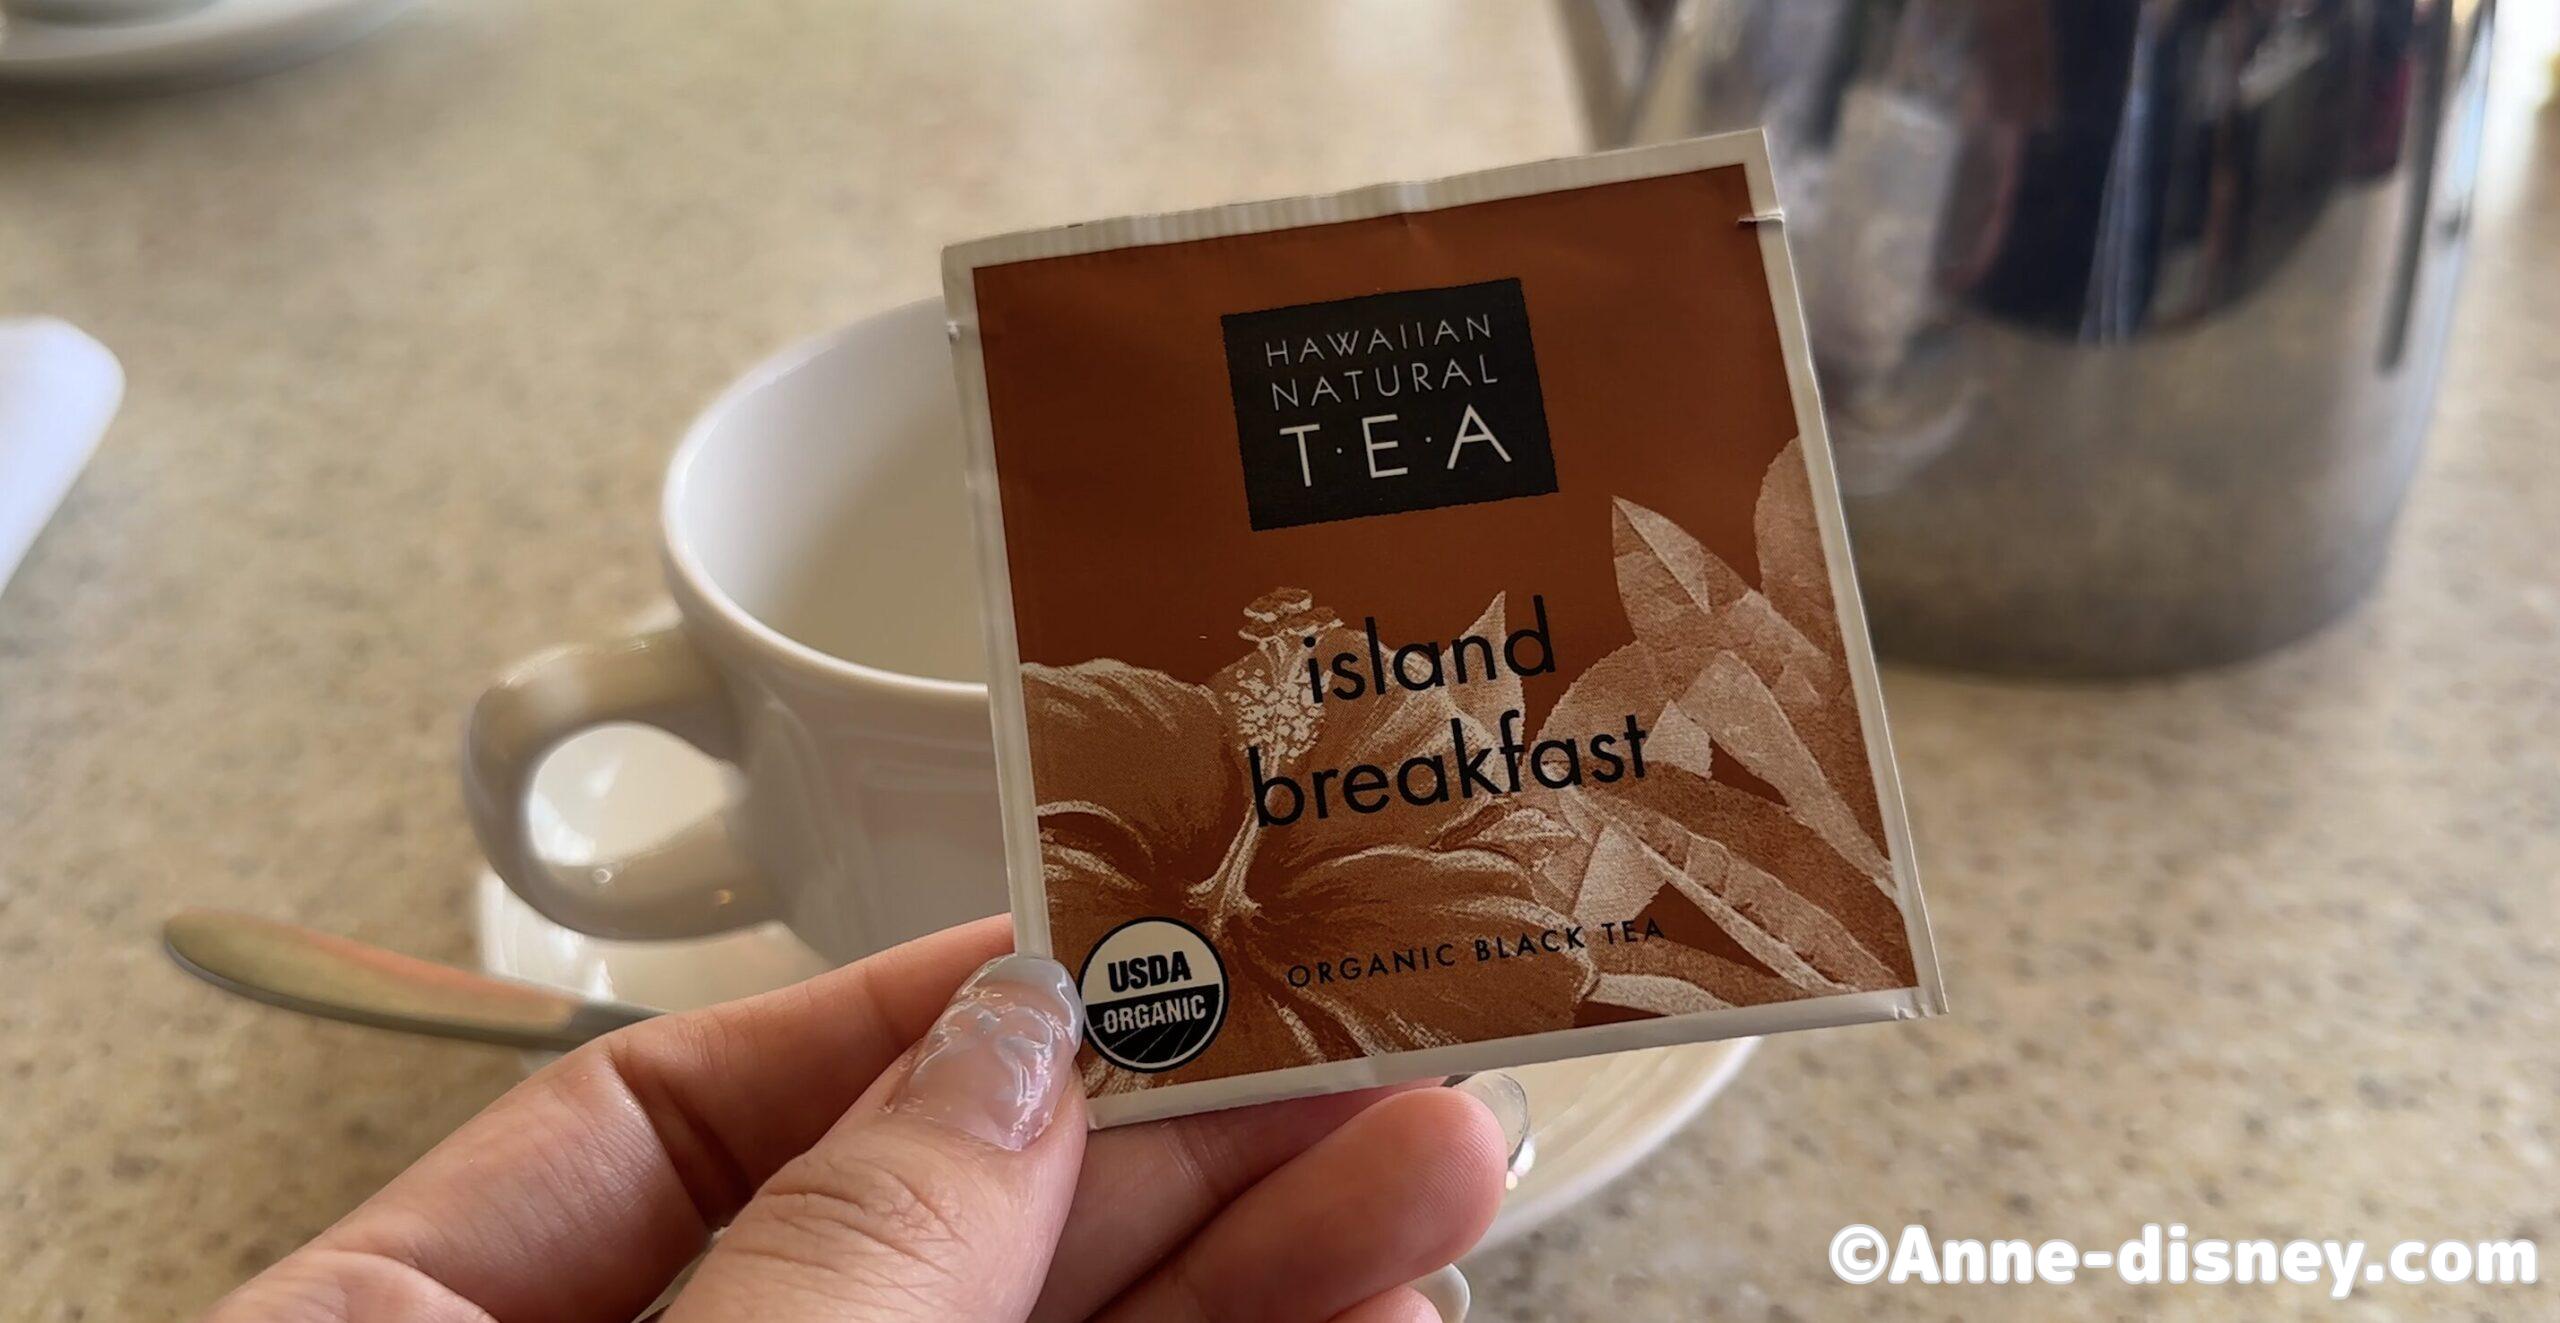 HAWAIIAN
NATURAL
T·E·A
island
breakfast
ORGANIC BLACK TEA
USDA
ORGANIC
©Anne-disney.com